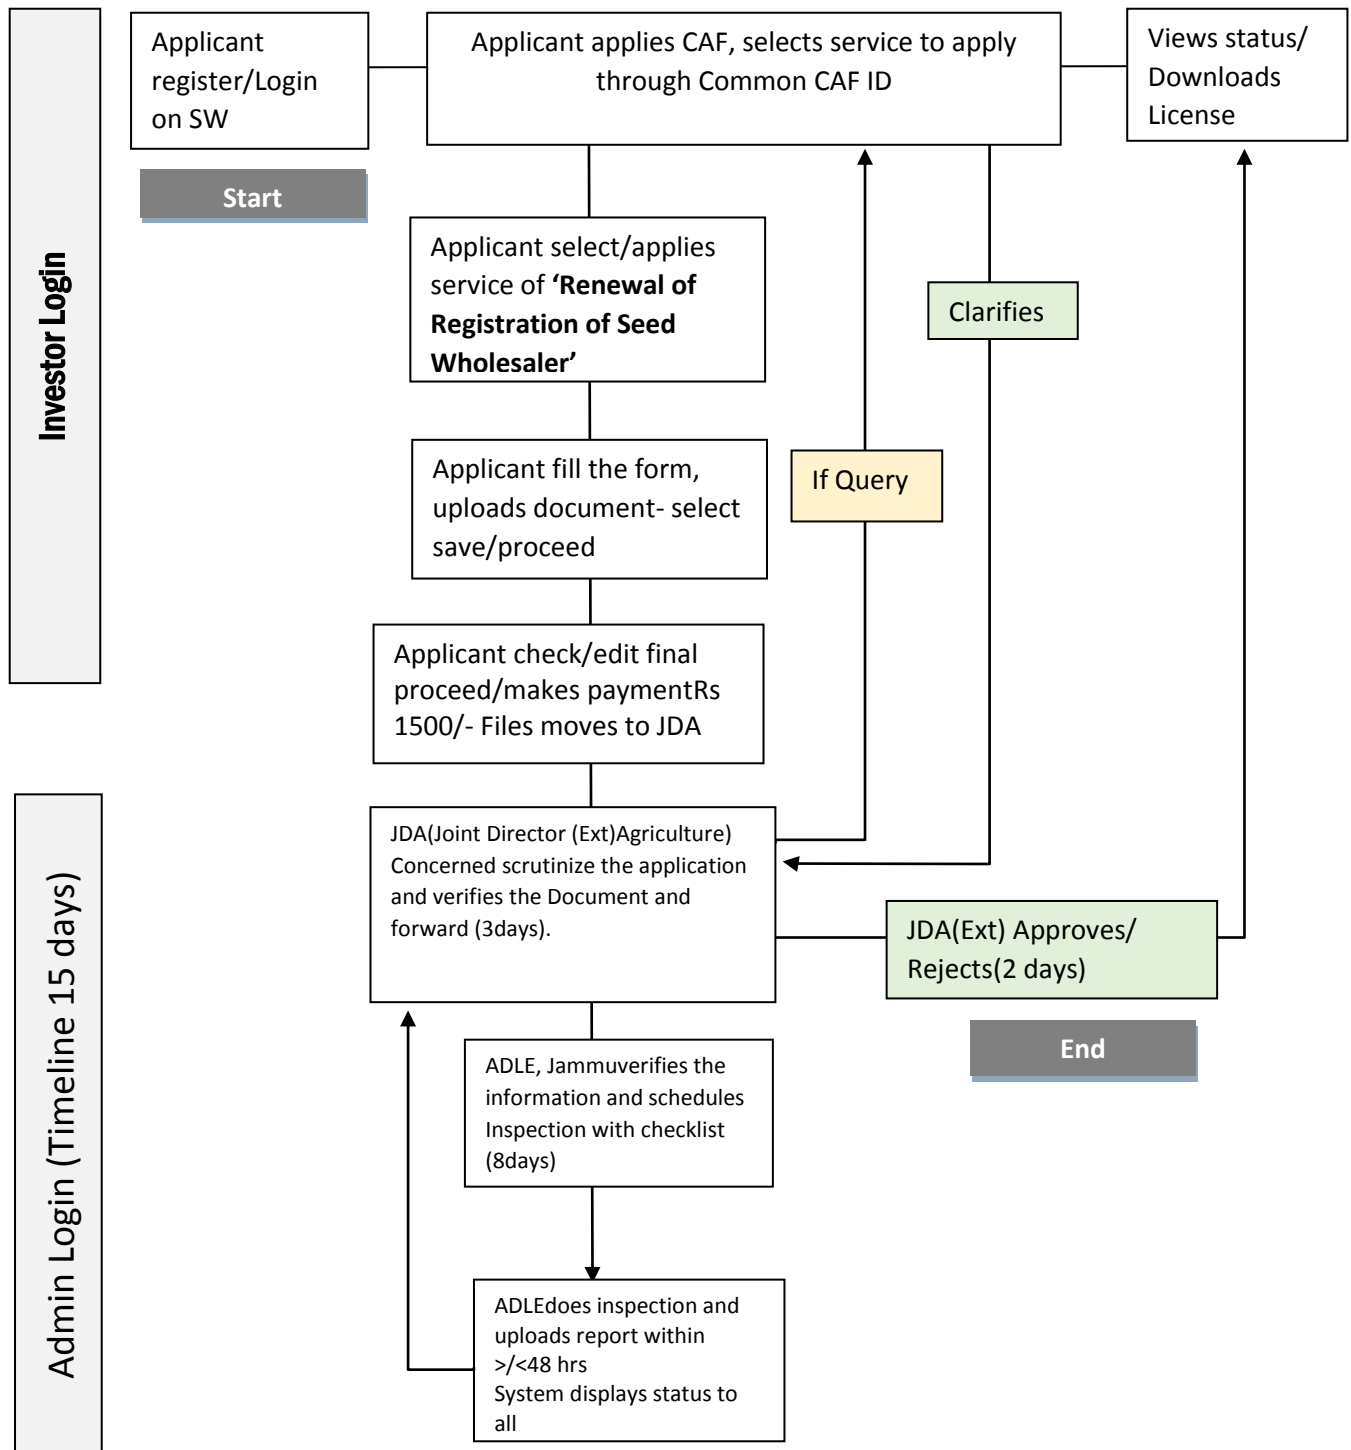 Applicant
register/Login
on SW
Applicant applies CAF, selects service to apply
through Common CAF ID
Views status/
Downloads
License
Start
Investor Login
Applicant select/applies
service of ‘Renewal of
Registration of Seed
Wholesaler’
Clarifies
Applicant fill the form,
uploads document- select
save/proceed
If Query
Applicant check/edit final
proceed/makes paymentRs
1500/- Files moves to JDA
Admin Login (Timeline 15 days)
JDA(Joint Director (Ext)Agriculture)
Concerned scrutinize the application
and verifies the Document and
forward (3days).
JDA(Ext) Approves/
Rejects(2 days)
End
ADLE, Jammuverifies the
information and schedules
Inspection with checklist
(8days)
ADLEdoes inspection and
uploads report within
>/<48 hrs
System displays status to
all